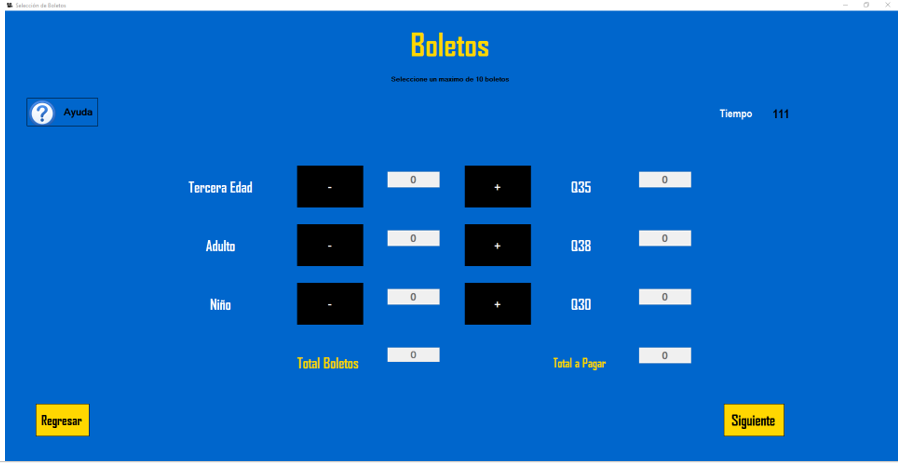 Selección de Boletos
Boletos
Seleccione un maximo de 10 boletos
Ayuda
Tiempo 111
Tercera Edad - 0 + Q35 0
Adulto - 0 + Q38 0
Niño - 0 + Q30 0
Total Boletos 0 Total a Pagar 0
Regresar Siguiente